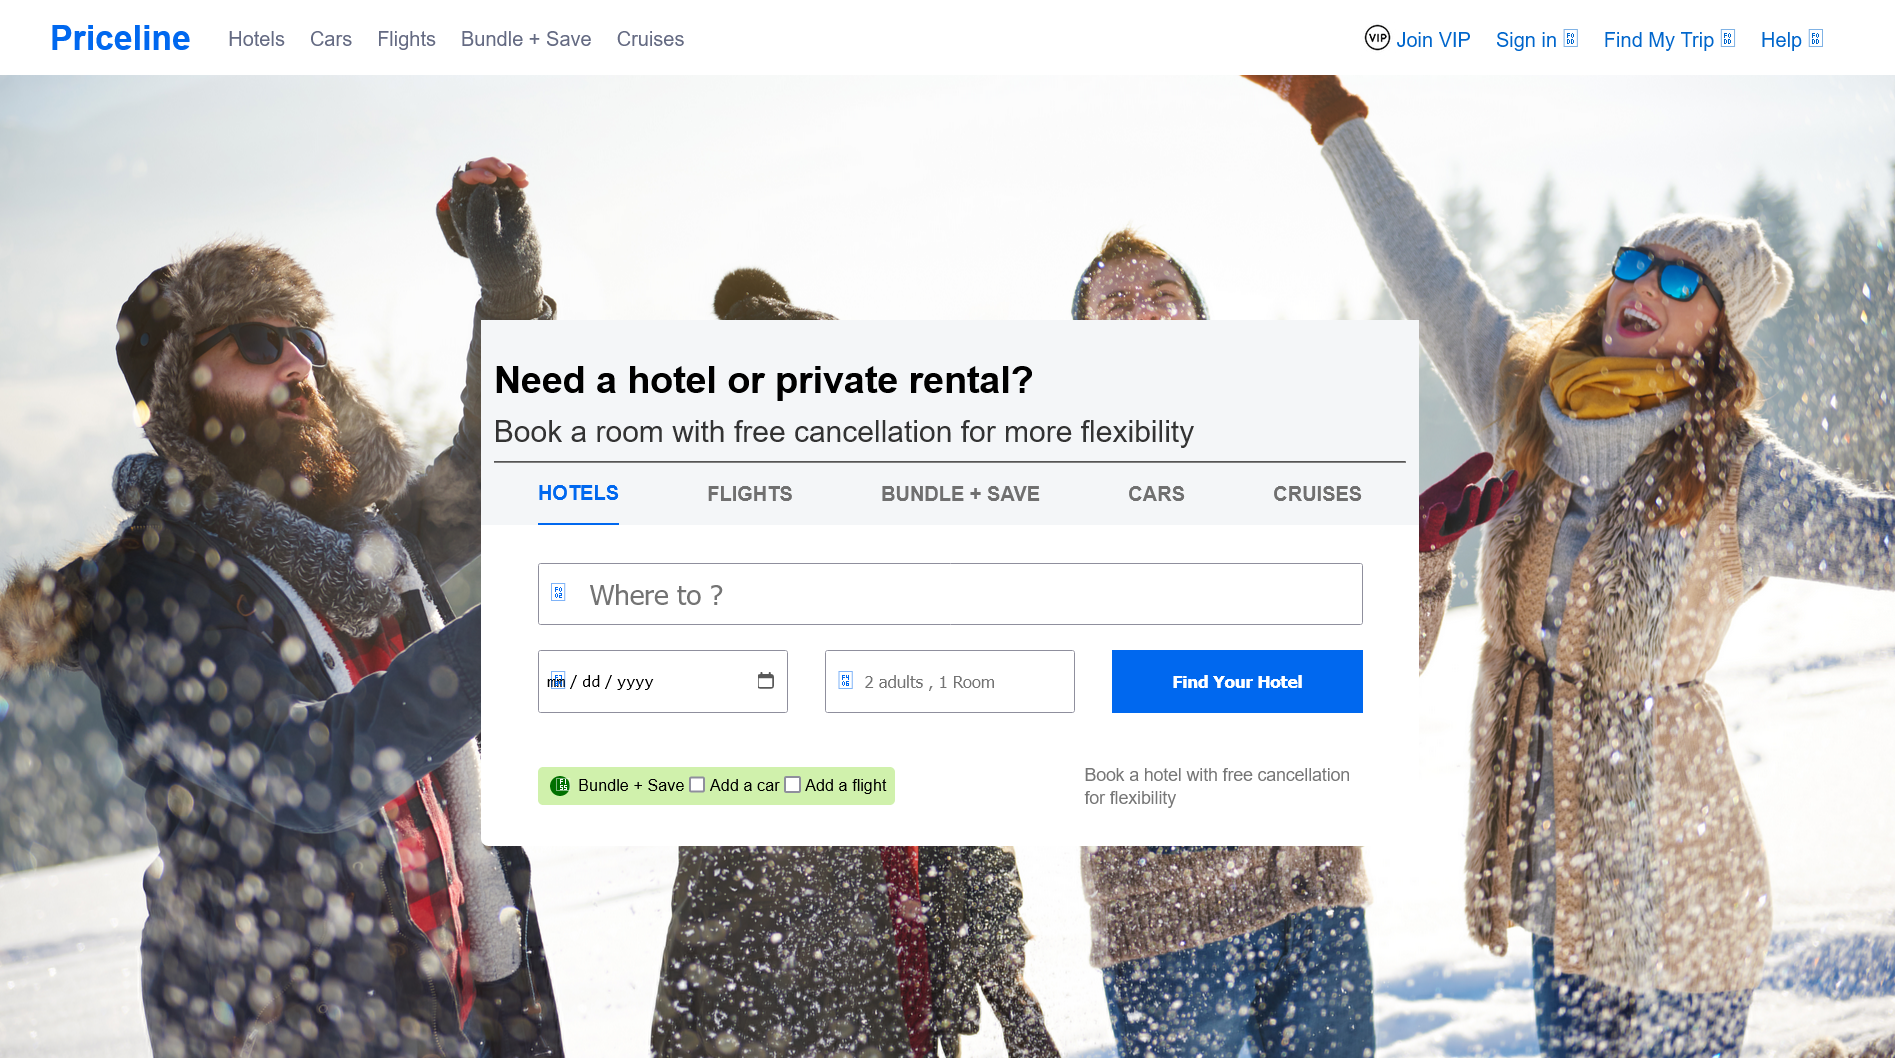 Priceline Hotels Cars Flights Bundle + Save Cruises VIP Join VIP Sign in Find My Trip Help
Need a hotel or private rental?
Book a room with free cancellation for more flexibility
HOTELS FLIGHTS BUNDLE + SAVE CARS CRUISES
Where to ?
mm / dd / yyyy 2 adults , 1 Room Find Your Hotel
Bundle + Save Add a car Add a flight
Book a hotel with free cancellation
for flexibility